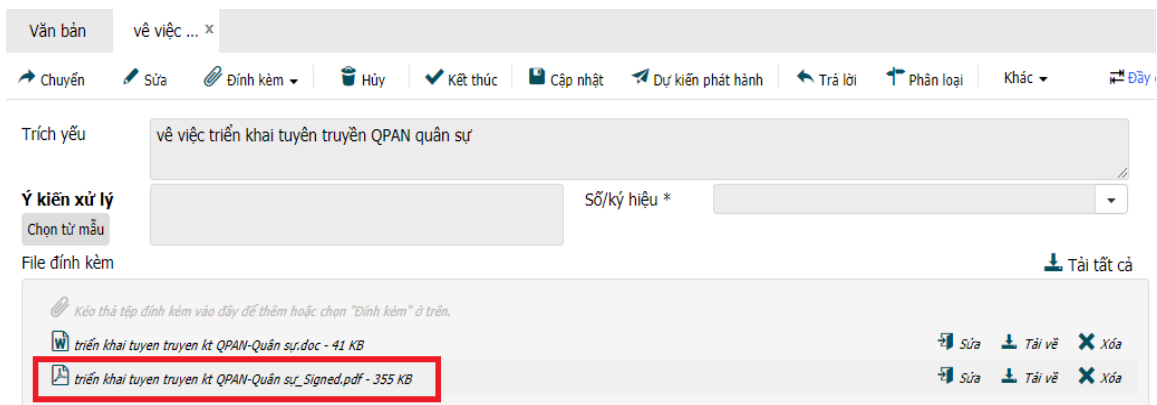 Văn bản vê việc ... x
Chuyển Sửa Đính kèm Hủy Kết thúc Cập nhật Dự kiến phát hành Trả lời Phân loại Khác Đầy
Trích yếu vê việc triển khai tuyên truyền QPAN quân sự
Ý kiến xử lý Số/ký hiệu *
Chọn từ mẫu
File đính kèm Tải tất cả
Kéo thả tệp đính kèm vào đây để thêm hoặc chọn "Đính kèm" ở trên.
triển khai tuyen truyen kt QPAN-Quân sự.doc - 41 KB Sửa Tải về Xóa
triển khai tuyen truyen kt QPAN-Quân sự_Signed.pdf - 355 KB Sửa Tải về Xóa